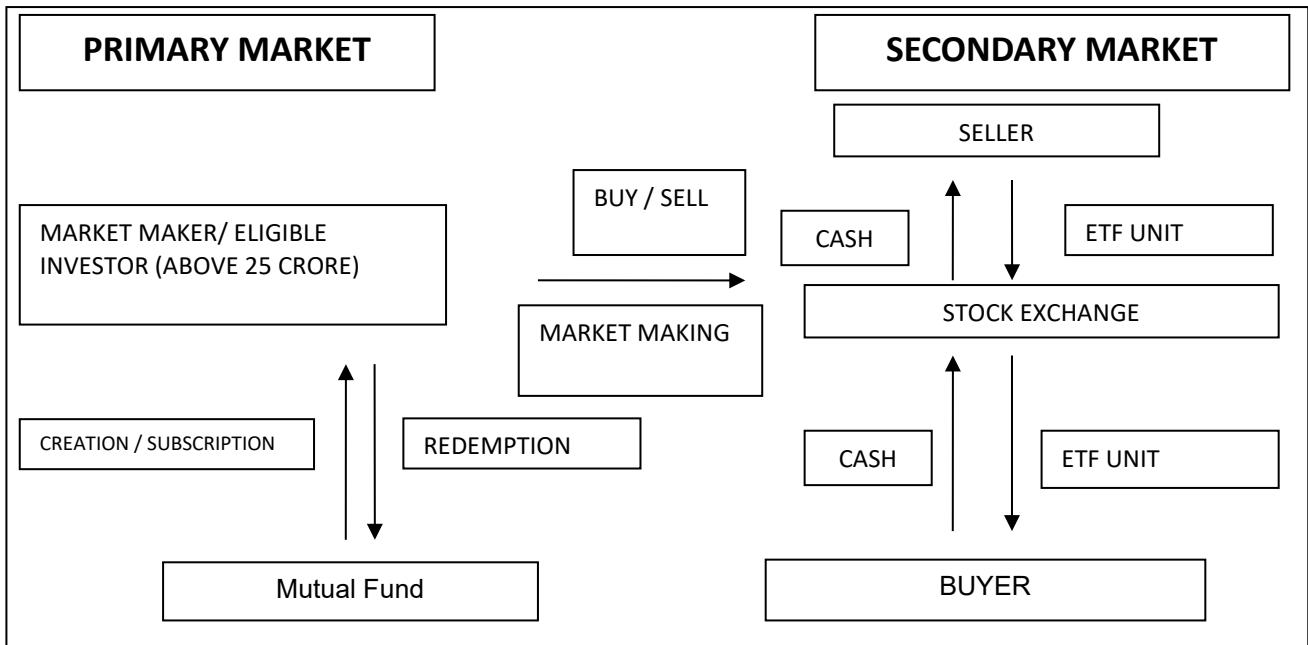 PRIMARY MARKET
SECONDARY MARKET
SELLER
BUY / SELL
CASH
ETF UNIT
MARKET MAKER/ ELIGIBLE
INVESTOR (ABOVE 25 CRORE)
STOCK EXCHANGE
MARKET MAKING
CREATION / SUBSCRIPTION
REDEMPTION
CASH
ETF UNIT
Mutual Fund
BUYER